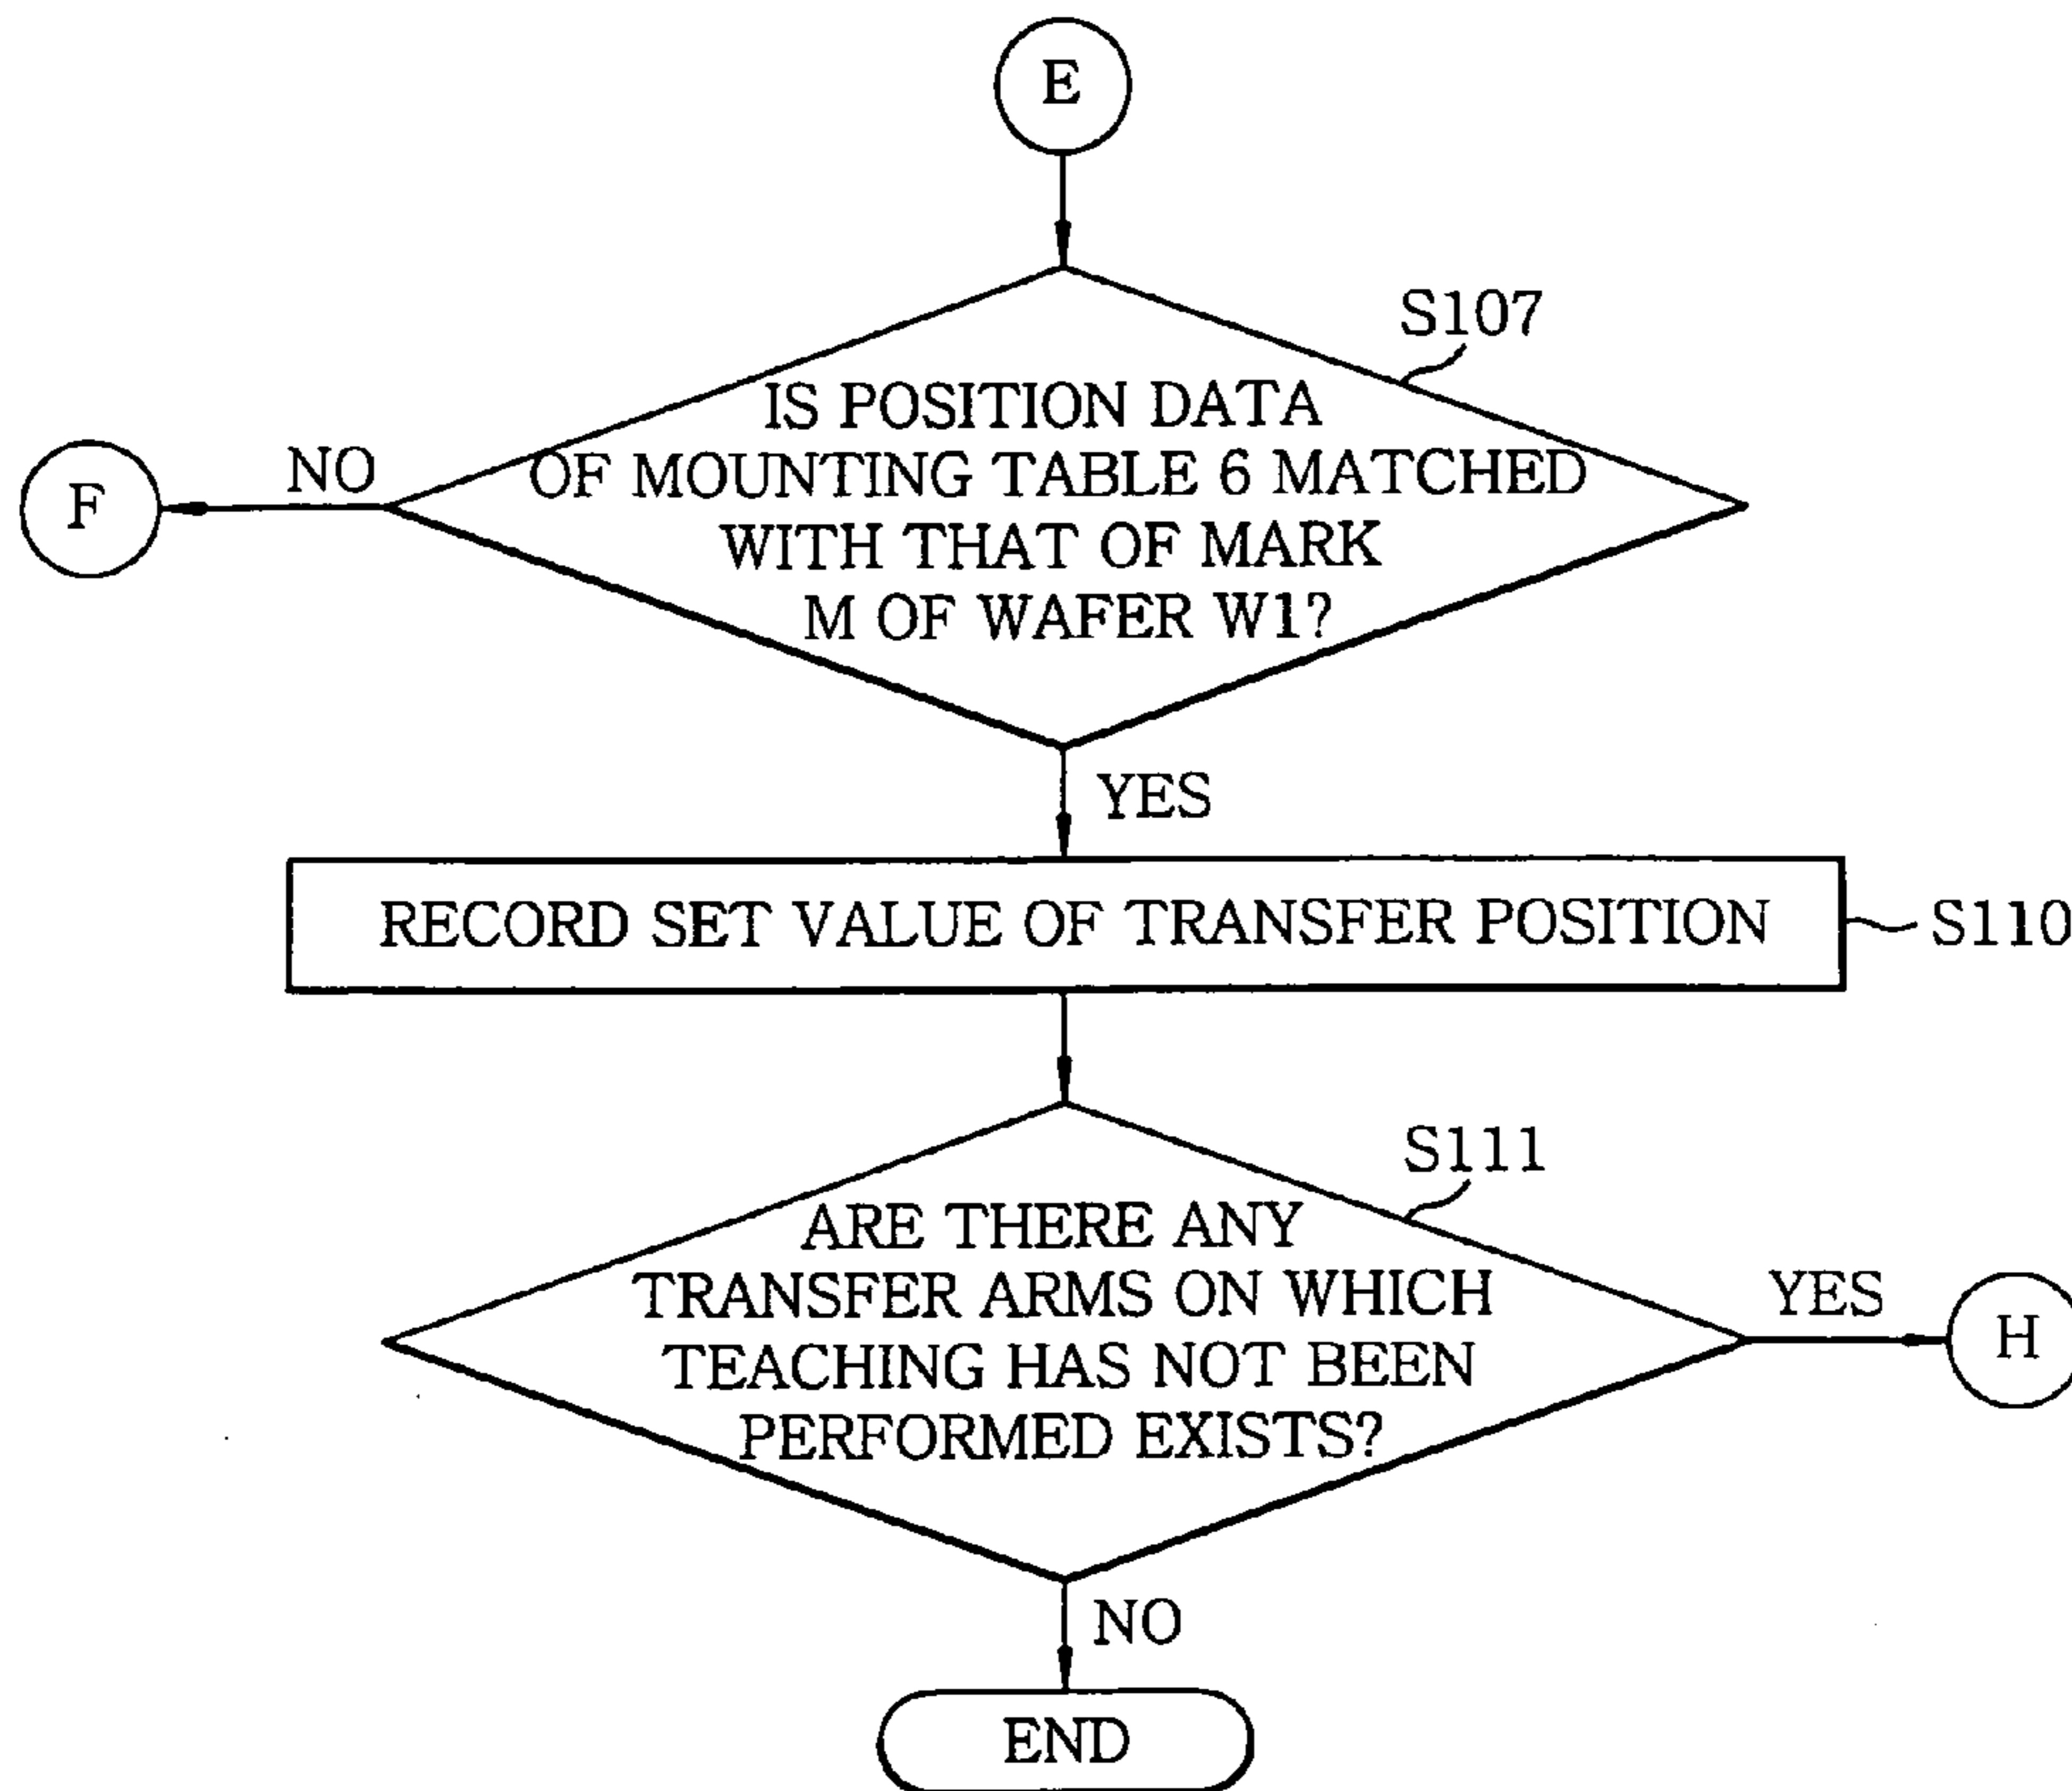 E
S107
IS POSITION DATA
OF MOUNTING TABLE 6 MATCHED
WITH THAT OF MARK
M OF WAFER W1?
NO
F
YES
RECORD SET VALUE OF TRANSFER POSITION
S110
S111
ARE THERE ANY
TRANSFER ARMS ON WHICH
TEACHING HAS NOT BEEN
PERFORMED EXISTS?
YES
H
NO
END